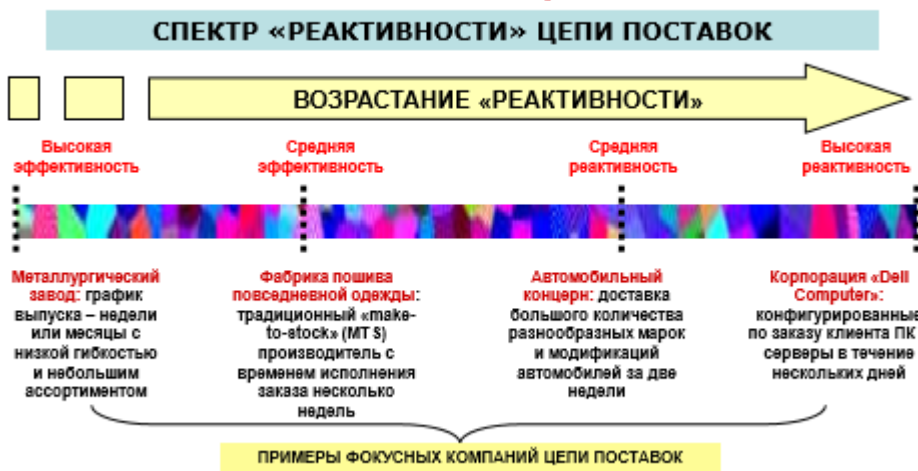 СПЕКТР «РЕАКТИВНОСТИ» ЦЕПИ ПОСТАВОК
ВОЗРАСТАНИЕ «РЕАКТИВНОСТИ»
Высокая
эффективность
Средняя
эффективность
Средняя
реактивность
Высокая
реактивность
Металлургический
завод: график
выпуска – недели
или месяцы с
низкой гибкостью
и небольшим
ассортиментом
Фабрика пошива
повседневной одежды:
традиционный «make-
to-stock» (MTS)
производитель с
временем исполнения
заказа несколько
недель
Автомобильный
концерн: доставка
большого количества
разнообразных марок
и модификаций
автомобилей за две
недели
Корпорация «Dell
Computer»:
конфигурированные
по заказу клиента ПК
серверы в течение
нескольких дней
ПРИМЕРЫ ФОКУСНЫХ КОМПАНИЙ ЦЕПИ ПОСТАВОК